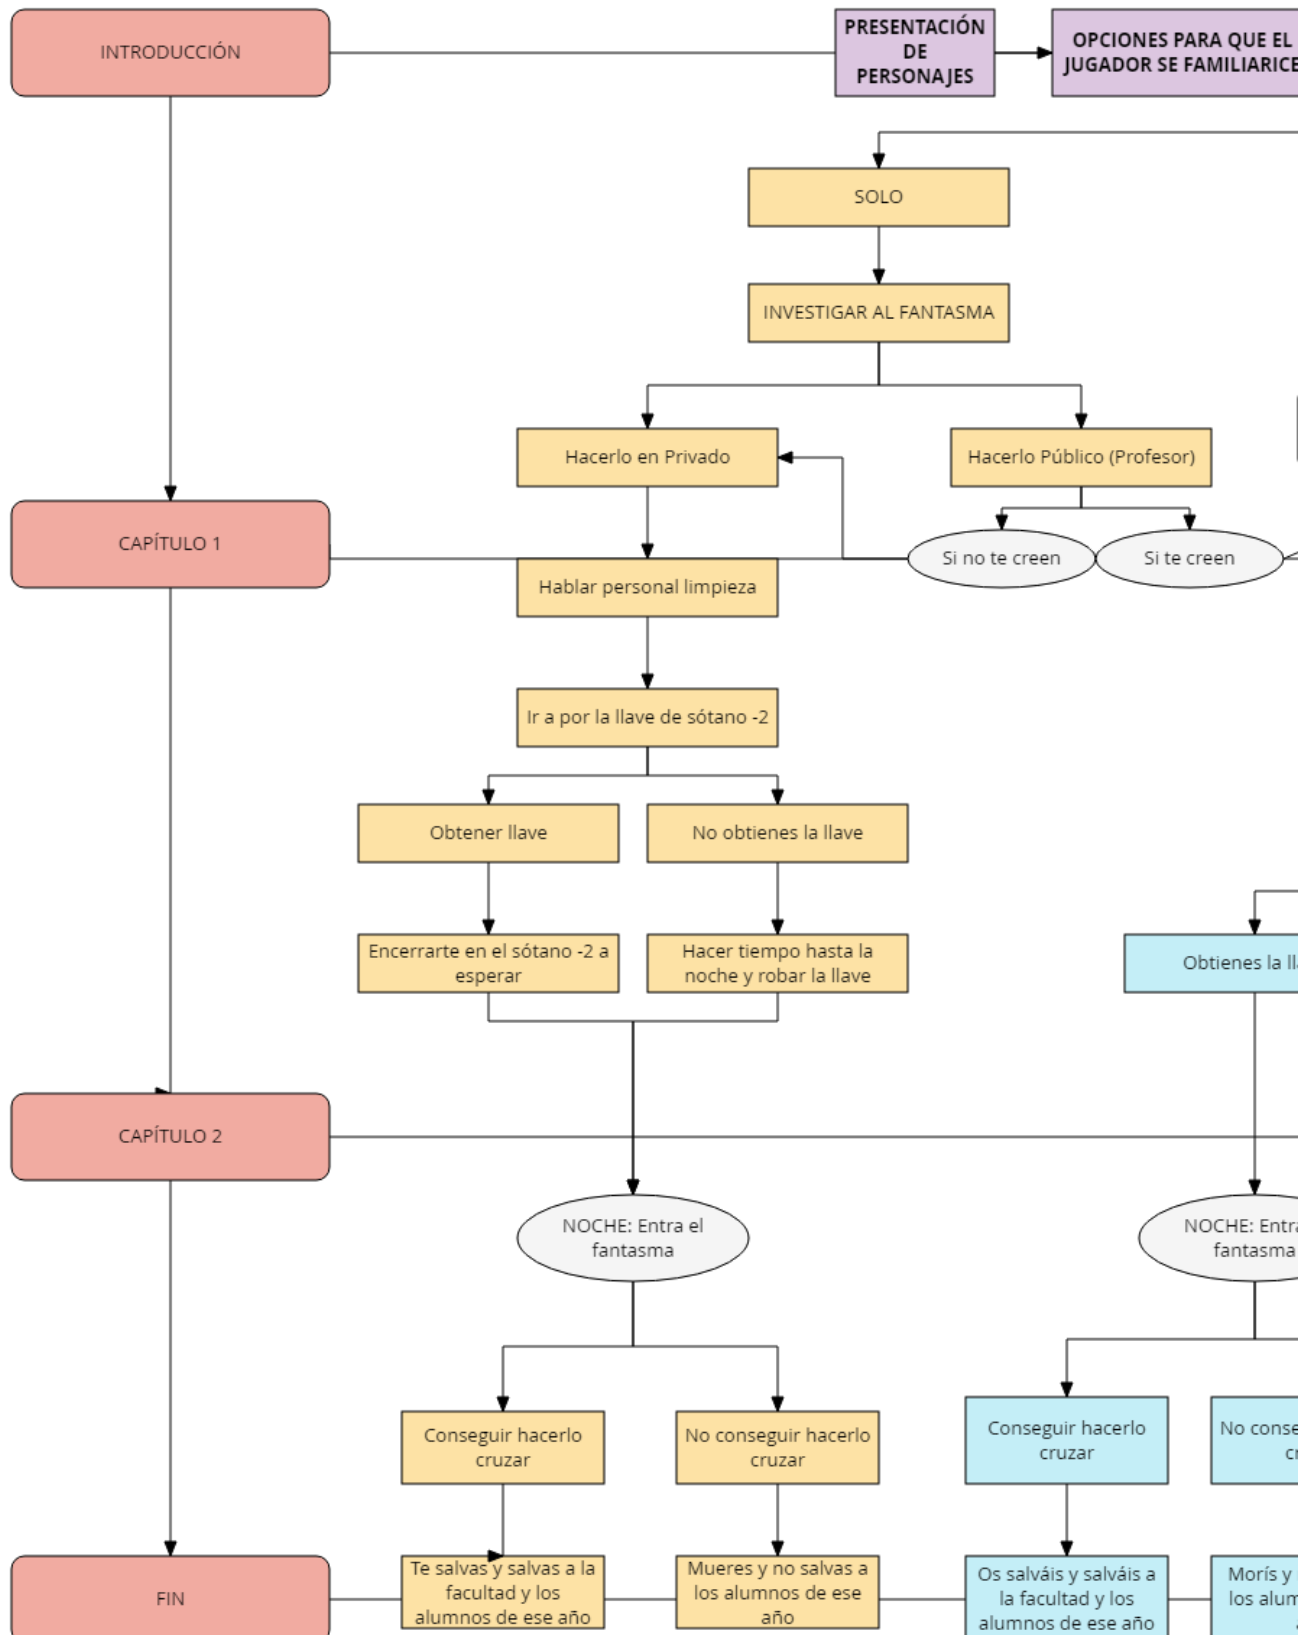 INTRODUCCIÓN
PRESENTACIÓN
DE
PERSONAJES
OPCIONES PARA QUE EL
JUGADOR SE FAMILIARICE
SOLO
INVESTIGAR AL FANTASMA
Hacerlo en Privado
Hacerlo Público (Profesor)
CAPÍTULO 1
Si no te creen
Si te creen
Hablar personal limpieza
Ir a por la llave de sótano -2
Obtener llave
No obtienes la llave
Encerrarte en el sótano -2 a
esperar
Hacer tiempo hasta la
noche y robar la llave
Obtienes la
CAPÍTULO 2
NOCHE: Entra el
fantasma
NOCHE: Entra
fantasma
Conseguir hacerlo
cruzar
No conseguir hacerlo
cruzar
Conseguir hacerlo
cruzar
No
FIN
Te salvas y salvas a la
facultad y los
alumnos de ese año
Mueres y no salvas a
los alumnos de ese
año
Os salváis y salváis a
la facultad y los
alumnos de ese año
Morís y
los